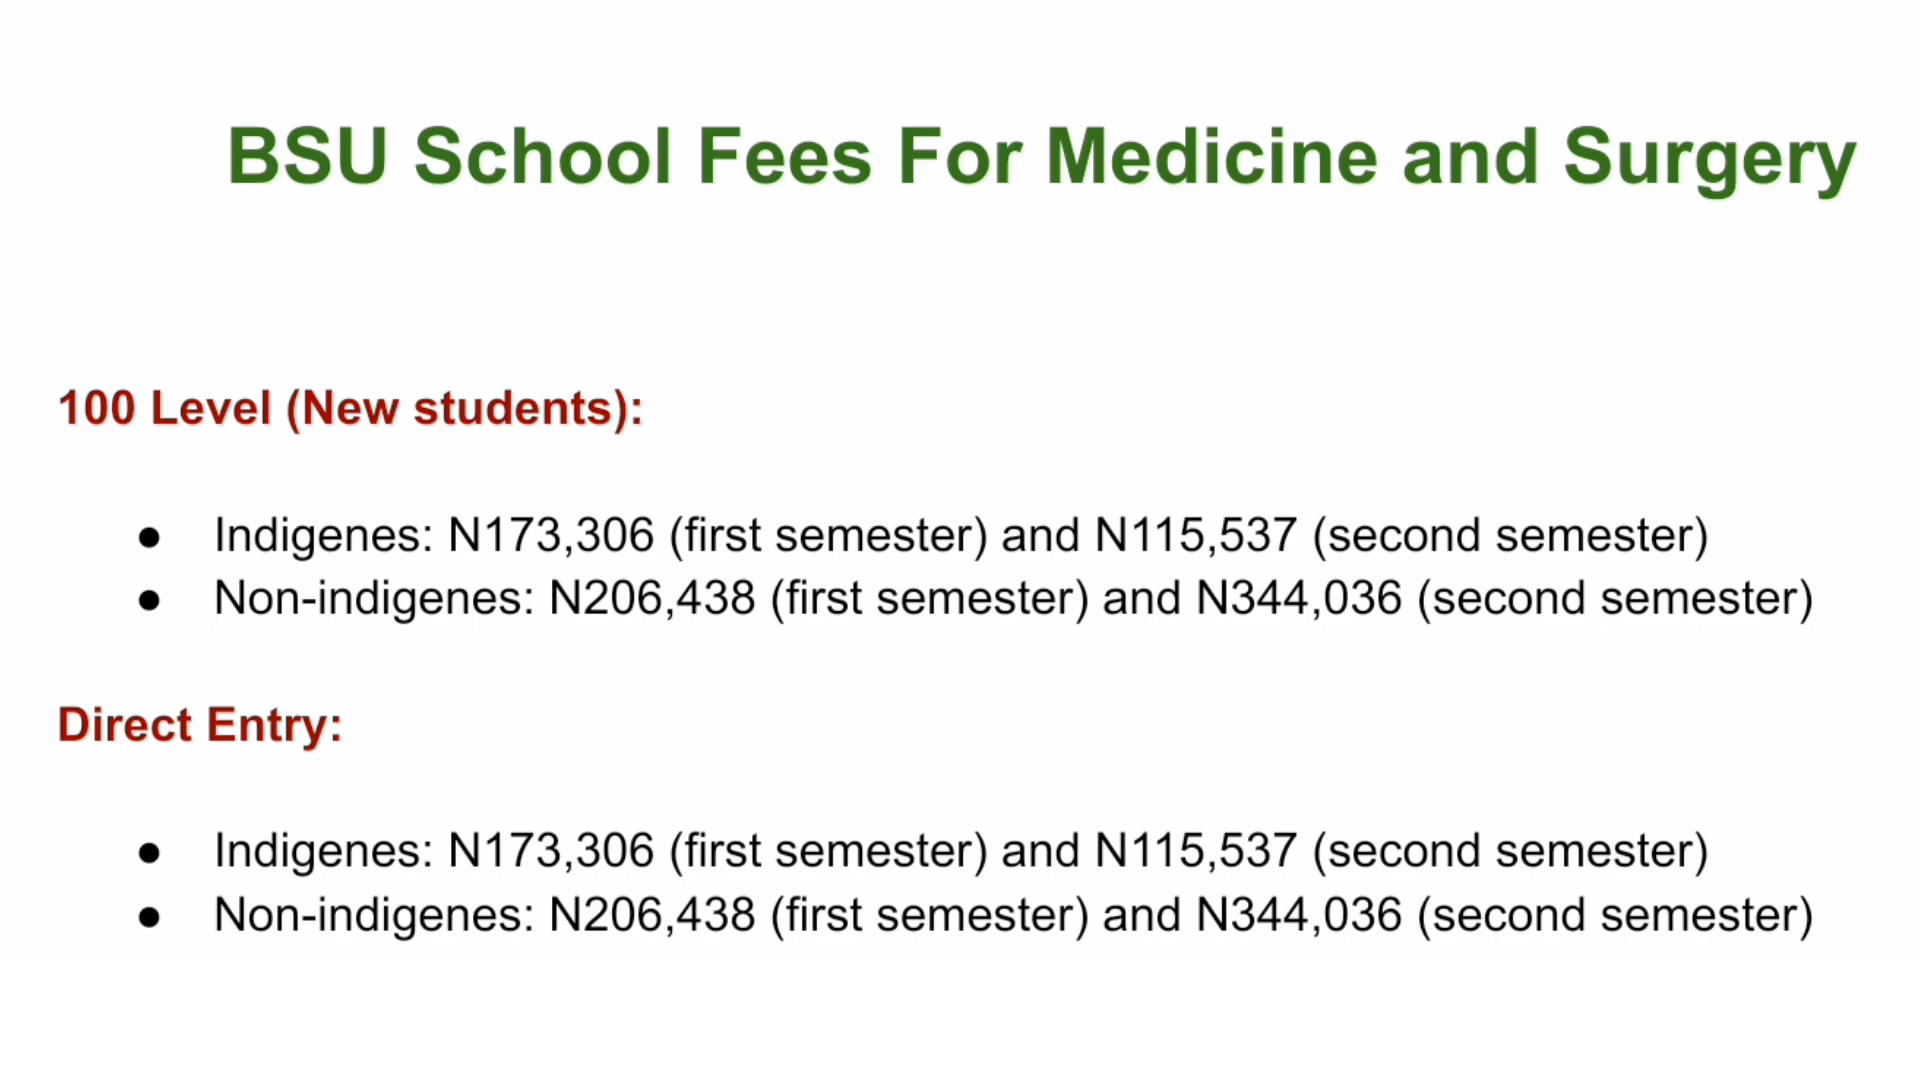 BSU School Fees For Medicine and Surgery
100 Level (New students):
● Indigenes: N173,306 (first semester) and N115,537 (second semester)
● Non-indigenes: N206,438 (first semester) and N344,036 (second semester)
Direct Entry:
● Indigenes: N173,306 (first semester) and N115,537 (second semester)
● Non-indigenes: N206,438 (first semester) and N344,036 (second semester)